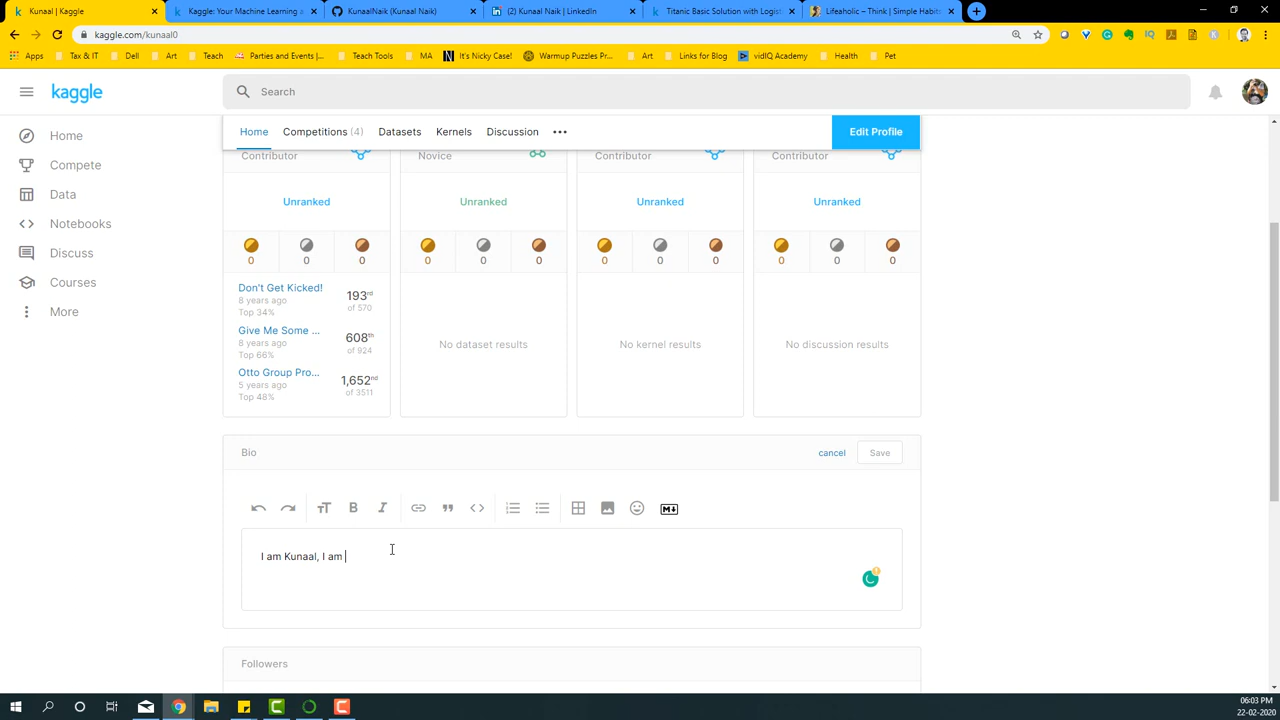 Kunaal | Kaggle
Kaggle: Your Machine Learning a
KunaalNaik (Kunaal Naik)
(2) Kunaal Naik | LinkedIn
Titanic Basic Solution with Logist
Lifeaholic – Think | Simple Habits
kaggle.com/kunaal0
Apps
Tax & IT
Dell
Art
Teach
Parties and Events |...
Teach Tools
MA
It's Nicky Case!
Warmup Puzzles Pr...
Art
Links for Blog
vidIQ Academy
Health
Pet
kaggle
Search
Home
Competitions (4)
Datasets
Kernels
Discussion
Edit Profile
Home
Compete
Data
Notebooks
Discuss
Courses
More
Contributor
Novice
Contributor
Contributor
Unranked
Unranked
Unranked
Unranked
0 0 0
0 0 0
0 0 0
0 0 0
Don't Get Kicked!
8 years ago
Top 34%
193rd
of 570
Give Me Some ...
8 years ago
Top 66%
608th
of 924
Otto Group Pro...
5 years ago
Top 48%
1,652nd
of 3511
No dataset results
No kernel results
No discussion results
Bio
cancel
Save
I am Kunaal, I am
Followers
06:03 PM
22-02-2020